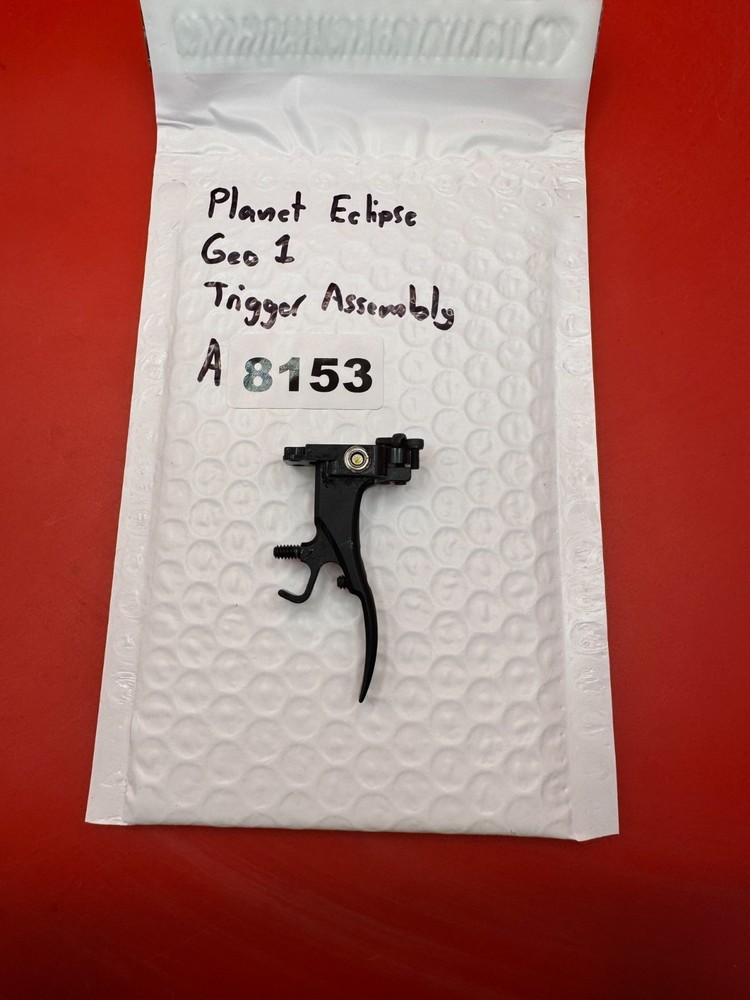 Planet Eclipse
Geo 1
Trigger Assembly
A 8153